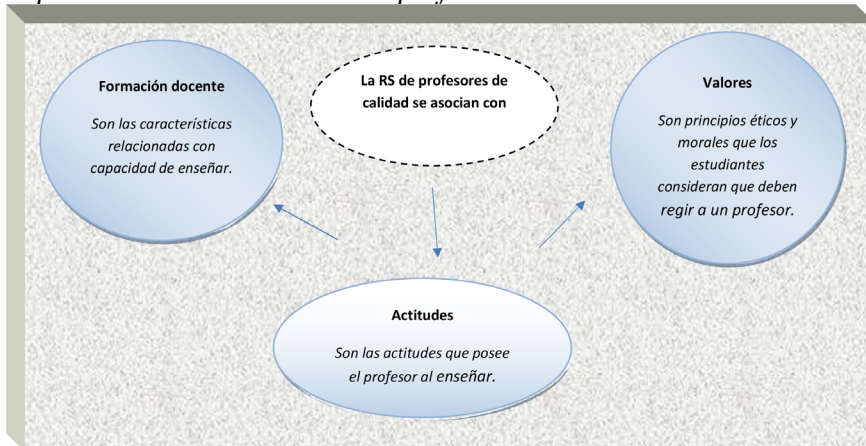 Formación docente
Son las características
relacionadas con
capacidad de enseñar.
La RS de profesores de
calidad se asocian con
Valores
Son principios éticos y
morales que los
estudiantes
consideran que deben
regir a un profesor.
Actitudes
Son las actitudes que posee
el profesor al enseñar.